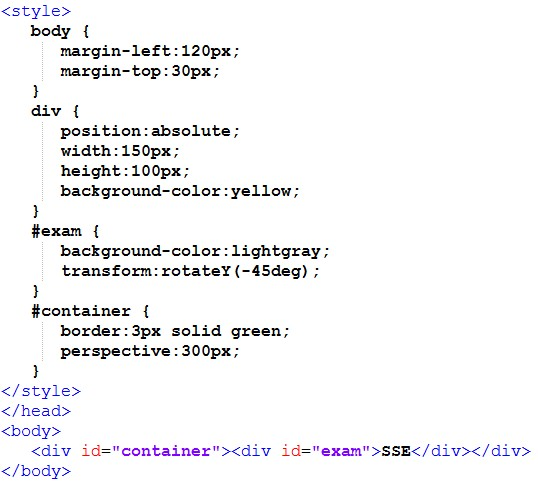 <style>
body {
margin-left:120px;
margin-top:30px;
}
div {
position:absolute;
width:150px;
height:100px;
background-color:yellow;
}
#exam {
background-color:lightgray;
transform:rotateY(-45deg);
}
#container {
border:3px solid green;
perspective:300px;
}
</style>
</head>
<body>
<div id="container"><div id="exam">SSE</div></div>
</body>